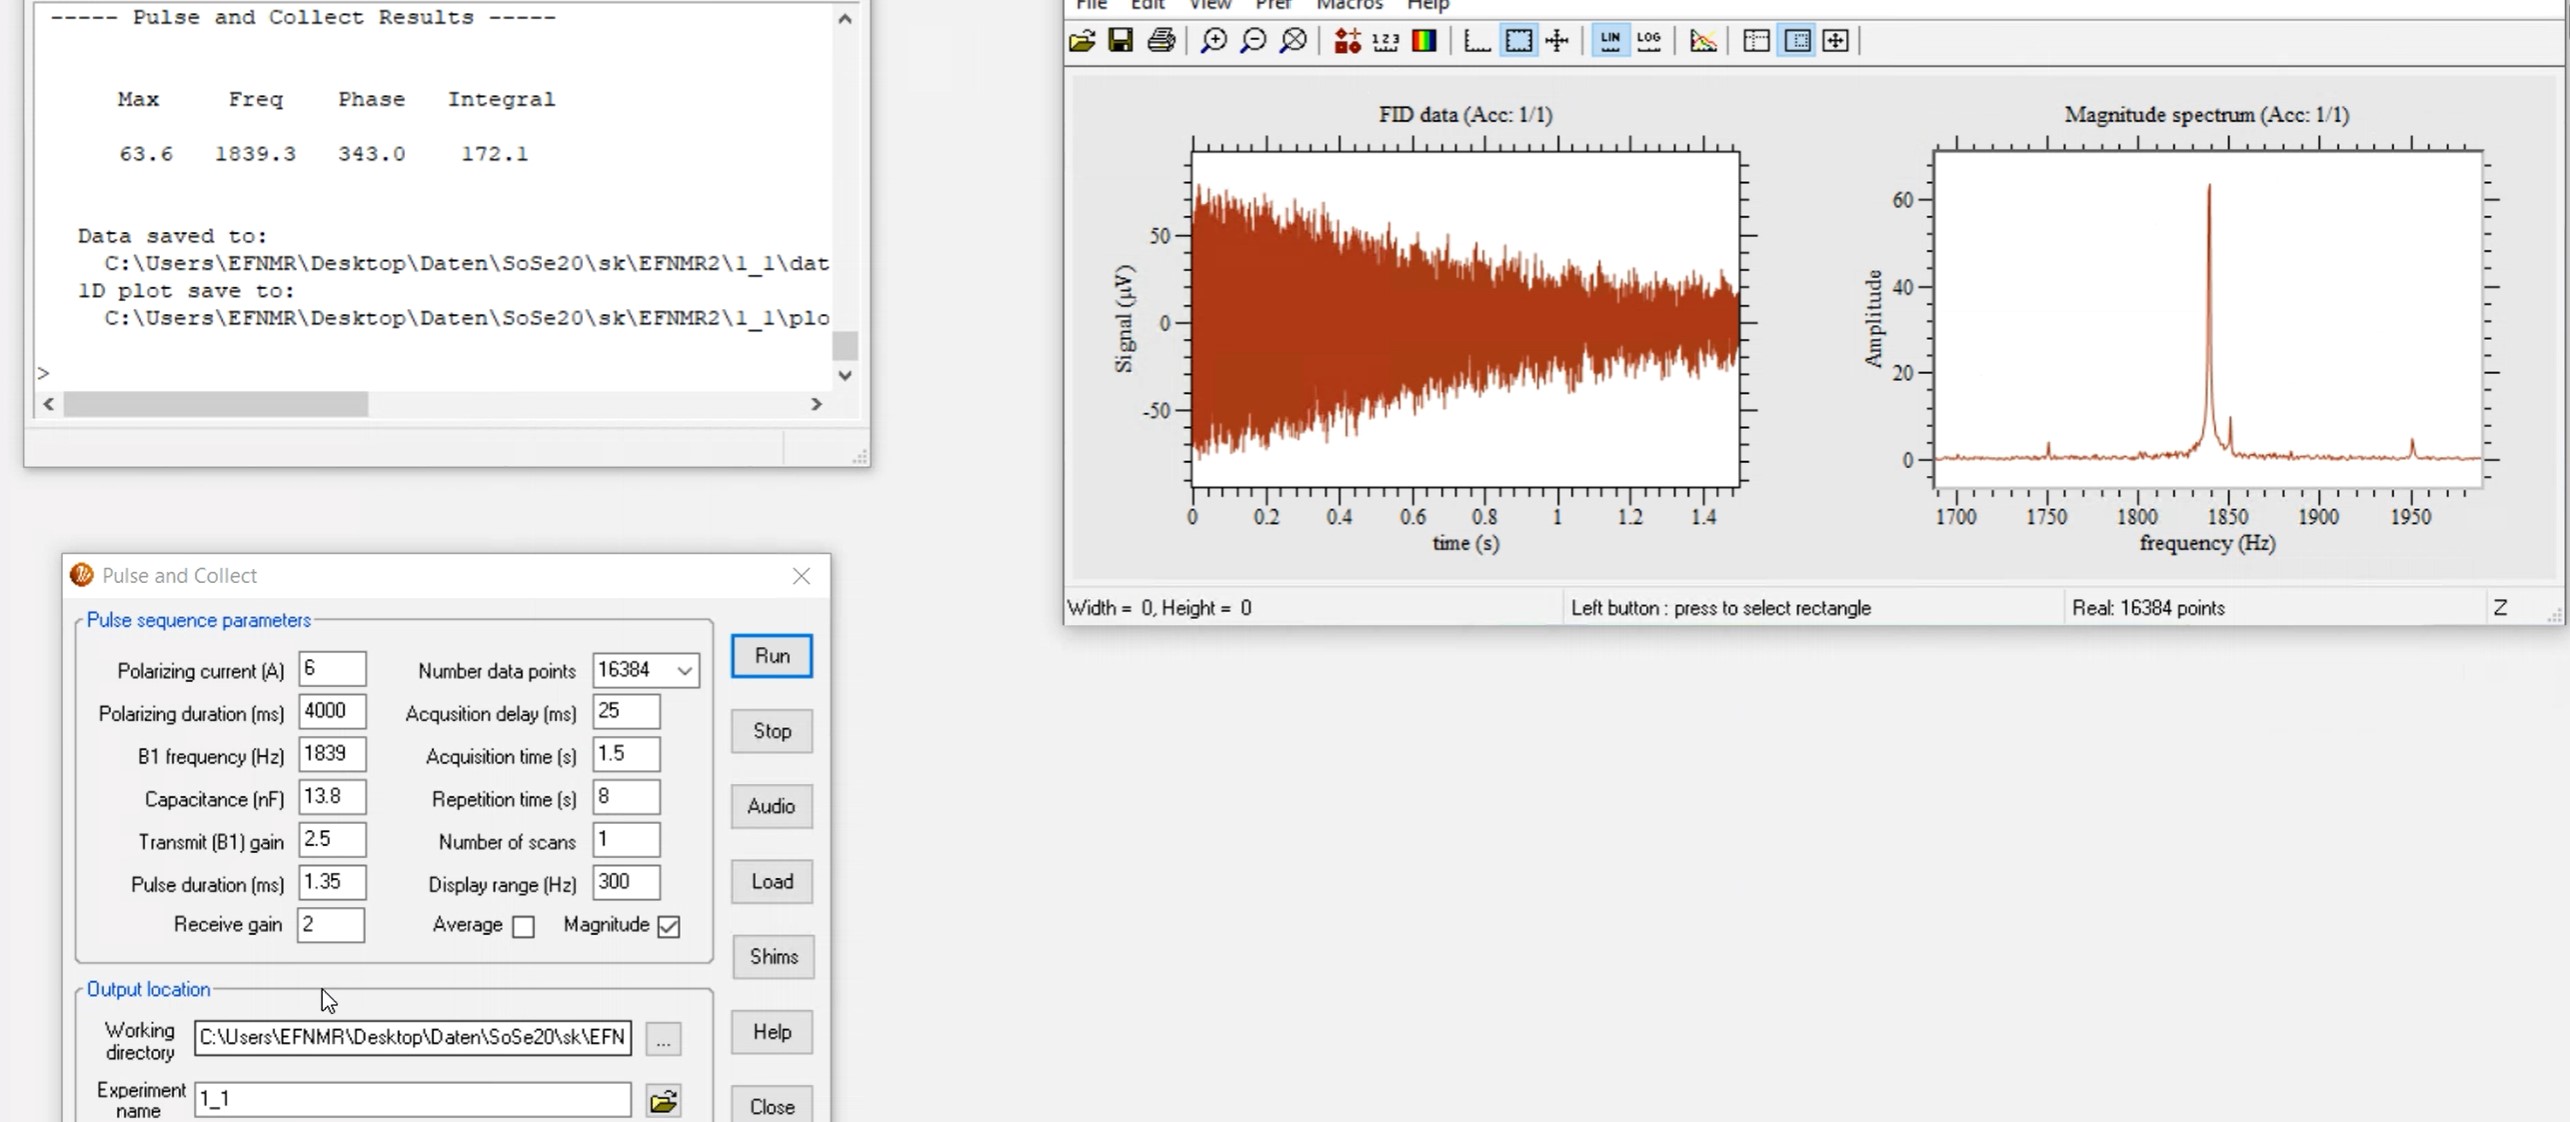 ----- Pulse and Collect Results -----
Max Freq Phase Integral
63.6 1839.3 343.0 172.1
Data saved to:
C:\Users\EFNMR\Desktop\Daten\SoSe20\sk\EFNMR2\1_1\dat
1D plot save to:
C:\Users\EFNMR\Desktop\Daten\SoSe20\sk\EFNMR2\1_1\plo
>
File Edit View Pref Macros Help
1 2 3 LIN LOG
FID data (Acc: 1/1)
Signal (µV)
50
0
-50
0 0.2 0.4 0.6 0.8 1 1.2 1.4
time (s)
Magnitude spectrum (Acc: 1/1)
Amplitude
60
40
20
0
1700 1750 1800 1850 1900 1950
frequency (Hz)
Width = 0, Height = 0
Left button : press to select rectangle
Real: 16384 points
Z
Pulse and Collect
Pulse sequence parameters
Polarizing current (A) 6
Polarizing duration (ms) 4000
B1 frequency (Hz) 1839
Capacitance (nF) 13.8
Transmit (B1) gain 2.5
Pulse duration (ms) 1.35
Receive gain 2
Number data points 16384
Acqusition delay (ms) 25
Acquisition time (s) 1.5
Repetition time (s) 8
Number of scans 1
Display range (Hz) 300
Average Magnitude
Run
Stop
Audio
Load
Shims
Help
Close
Output location
Working
directory
C:\Users\EFNMR\Desktop\Daten\SoSe20\sk\EFN
...
Experiment
name
1_1